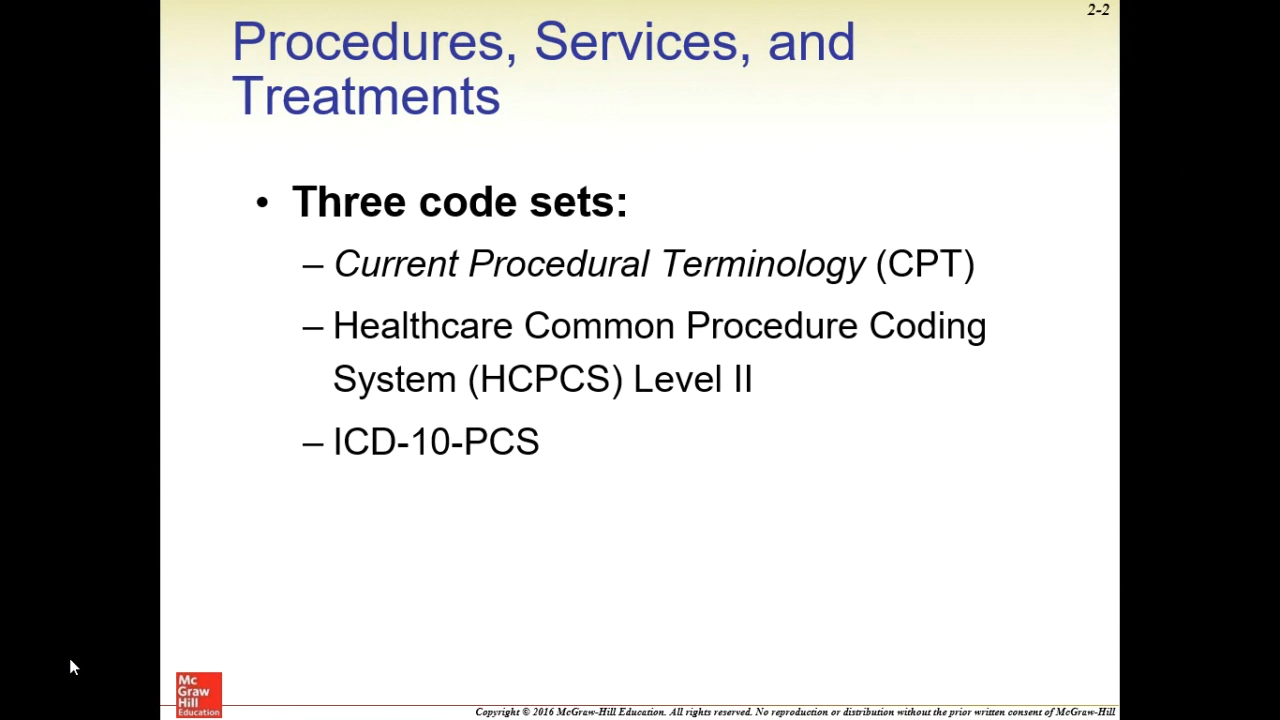 2-2
Procedures, Services, and
Treatments
• Three code sets:
– Current Procedural Terminology (CPT)
– Healthcare Common Procedure Coding
System (HCPCS) Level II
– ICD-10-PCS
Mc
Graw
Hill
Education
Copyright © 2016 McGraw-Hill Education. All rights reserved. No reproduction or distribution without the prior written consent of McGraw-Hill